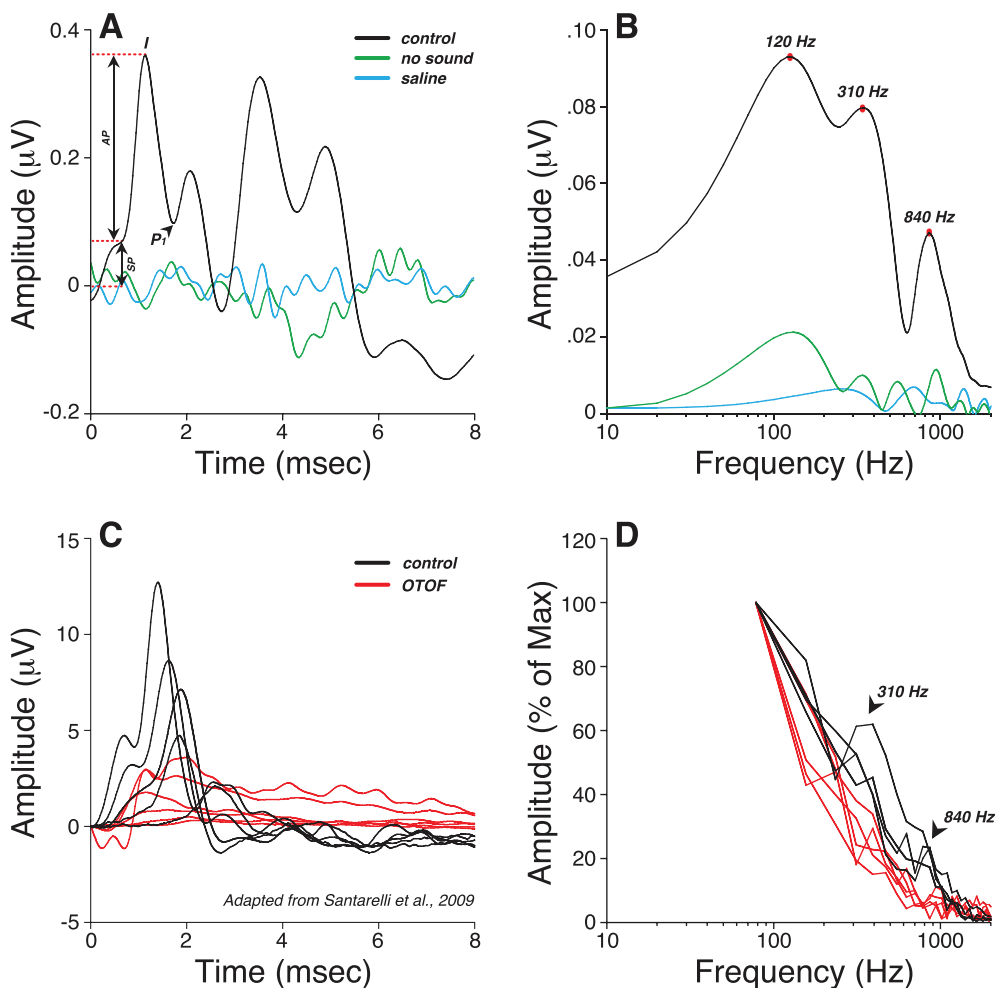 A
0.4
0.2
0
-0.2
Amplitude (μV)
I
AP
SP
P1
control
no sound
saline
0
2
4
6
8
Time (msec)
B
.10
.08
.06
.04
.02
0
Amplitude (μV)
120 Hz
310 Hz
840 Hz
10
100
1000
Frequency (Hz)
C
15
10
5
0
-5
Amplitude (μV)
control
OTOF
Adapted from Santarelli et al., 2009
0
2
4
6
8
Time (msec)
D
120
100
80
60
40
20
0
Amplitude (% of Max)
310 Hz
840 Hz
10
100
1000
Frequency (Hz)